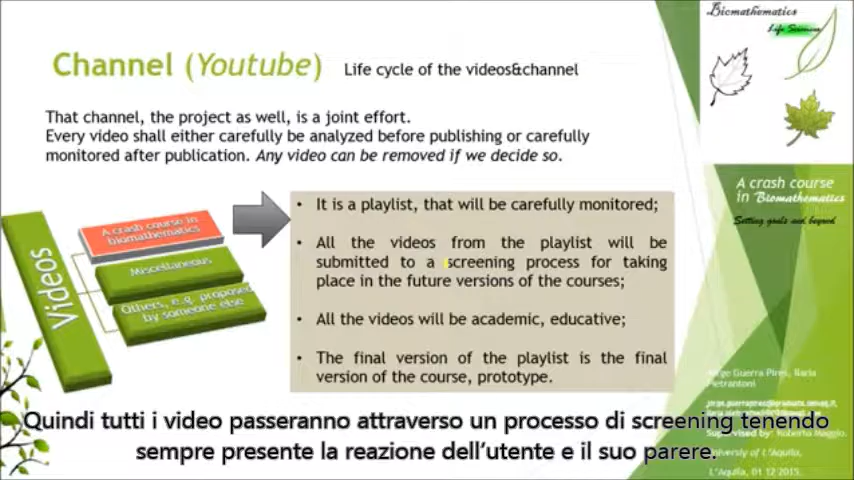 Biomathematics
Life Sciences
Channel (Youtube) Life cycle of the videos&channel
That channel, the project as well, is a joint effort.
Every video shall either carefully be analyzed before publishing or carefully
monitored after publication. Any video can be removed if we decide so.
Videos
A crash course in
biomathematics
Miscellaneous
Others, e.g. proposed
by someone else
• It is a playlist, that will be carefully monitored;
• All the videos from the playlist will be
submitted to a screening process for taking
place in the future versions of the courses;
• All the videos will be academic, educative;
• The final version of the playlist is the final
version of the course, prototype.
A crash course
in Biomathematics
Setting goals and beyond
Jorge Guerra Pires, Ilaria
Pietrantoni
Supervised by: Roberto Maggio.
University of L'Aquila,
L'Aquila, 01 12 2015.
Quindi tutti i video passeranno attraverso un processo di screening tenendo
sempre presente la reazione dell'utente e il suo parere.